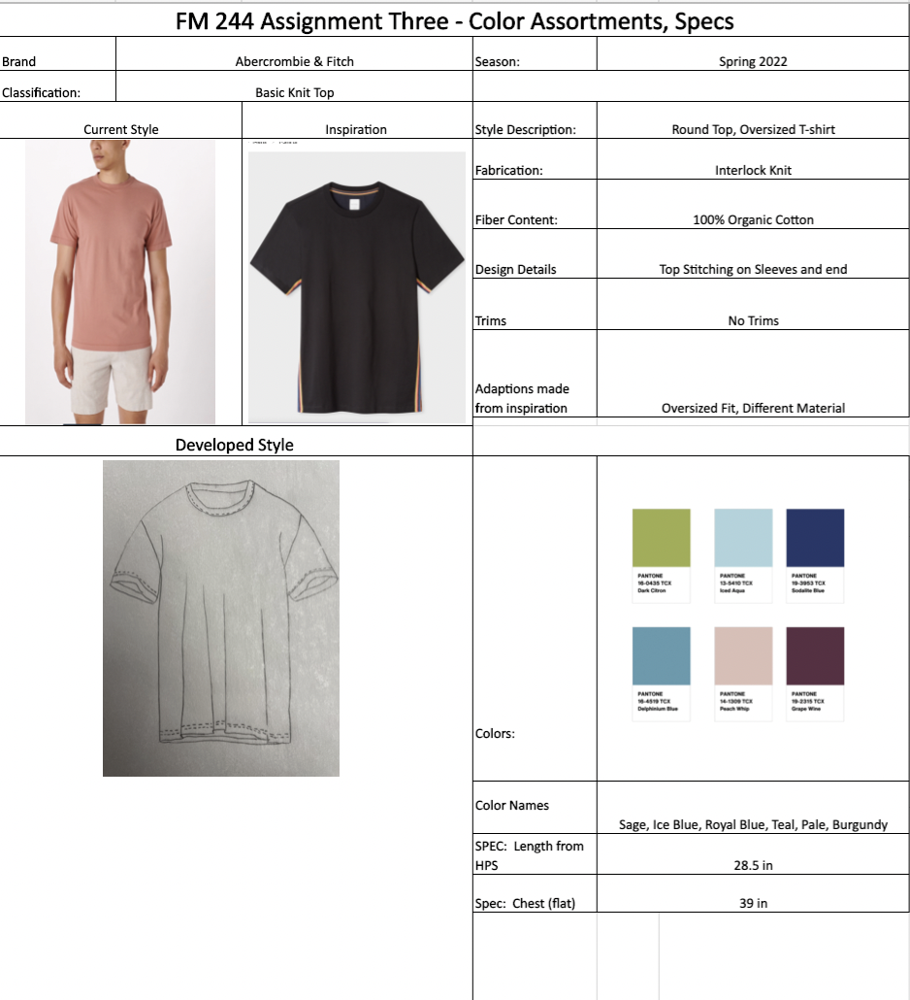 FM 244 Assignment Three - Color Assortments, Specs
Brand
Abercrombie & Fitch
Season:
Spring 2022
Classification:
Basic Knit Top
Current Style
Inspiration
Style Description:
Round Top, Oversized T-shirt
Fabrication:
Interlock Knit
Fiber Content:
100% Organic Cotton
Design Details
Top Stitching on Sleeves and end
Trims
No Trims
Adaptions made
from inspiration
Oversized Fit, Different Material
Developed Style
Colors:
PANTONE
16-0435 TCX
Dark Citron
PANTONE
13-5410 TCX
Iced Aqua
PANTONE
19-3953 TCX
Sodalite Blue
PANTONE
16-4519 TCX
Delphinium Blue
PANTONE
14-1309 TCX
Peach Whip
PANTONE
19-2315 TCX
Grape Wine
Color Names
Sage, Ice Blue, Royal Blue, Teal, Pale, Burgundy
SPEC: Length from
HPS
28.5 in
Spec: Chest (flat)
39 in